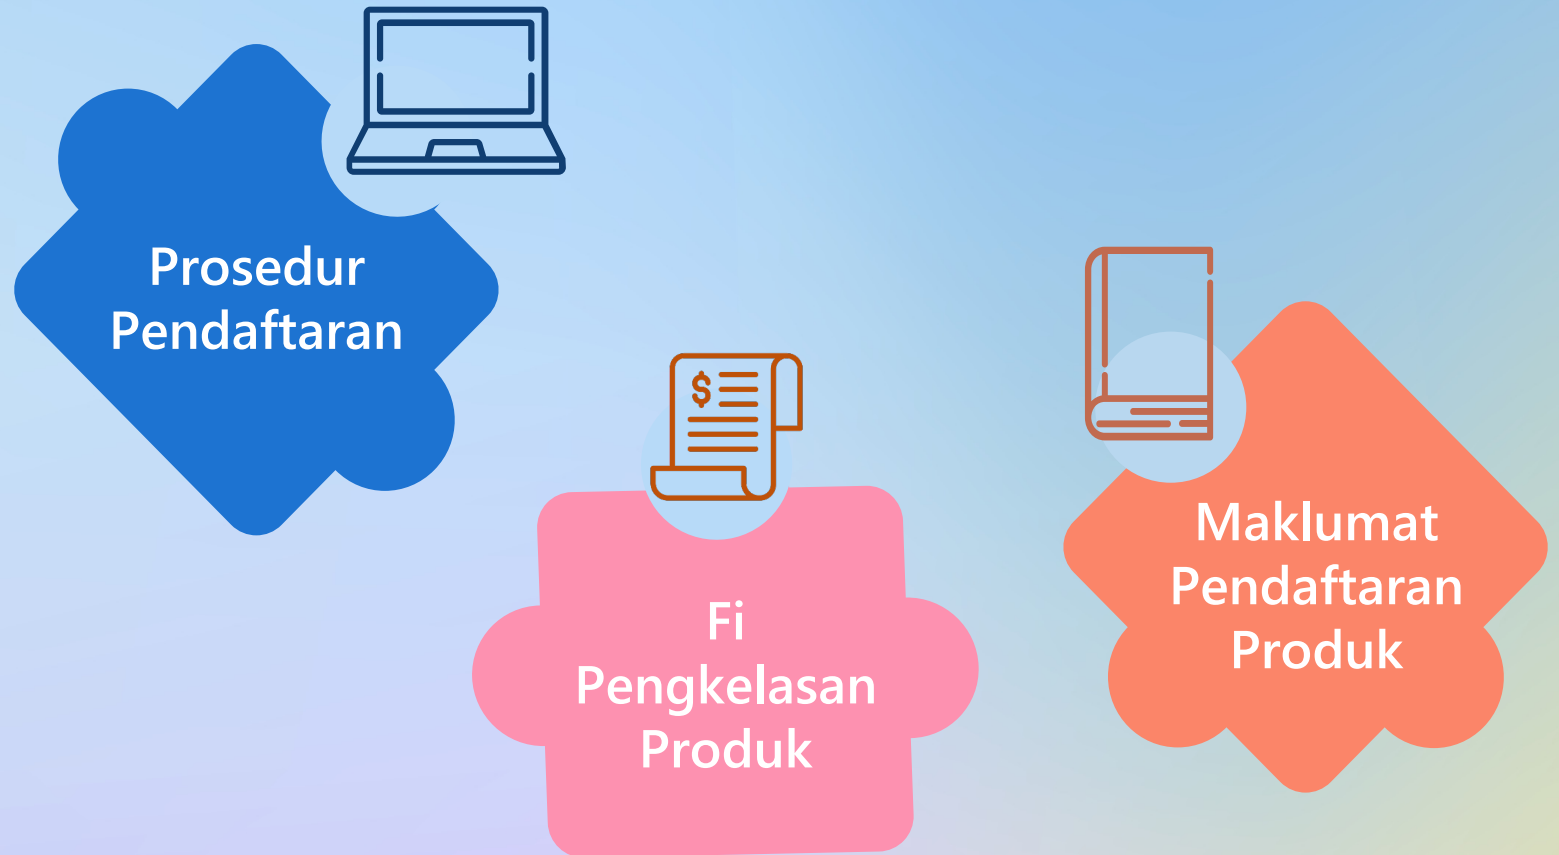 Prosedur
Pendaftaran
$
Fi
Pengkelasan
Produk
Maklumat
Pendaftaran
Produk